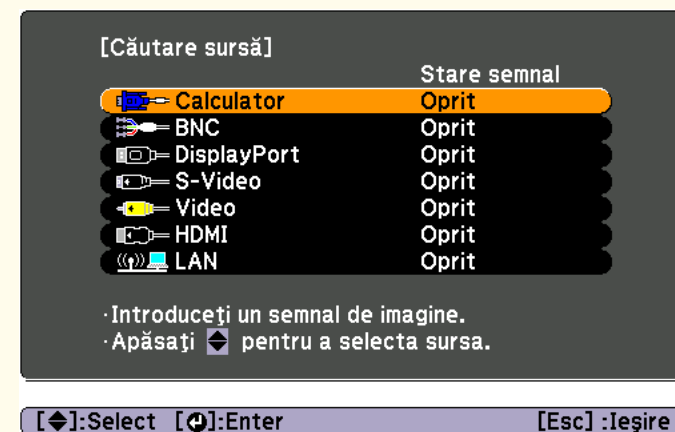 [Căutare sursă]
Stare semnal
Calculator Oprit
BNC Oprit
DisplayPort Oprit
S-Video Oprit
Video Oprit
HDMI Oprit
LAN Oprit
·Introduceţi un semnal de imagine.
·Apăsaţi pentru a selecta sursa.
[]:Select []:Enter [Esc] :Ieşire